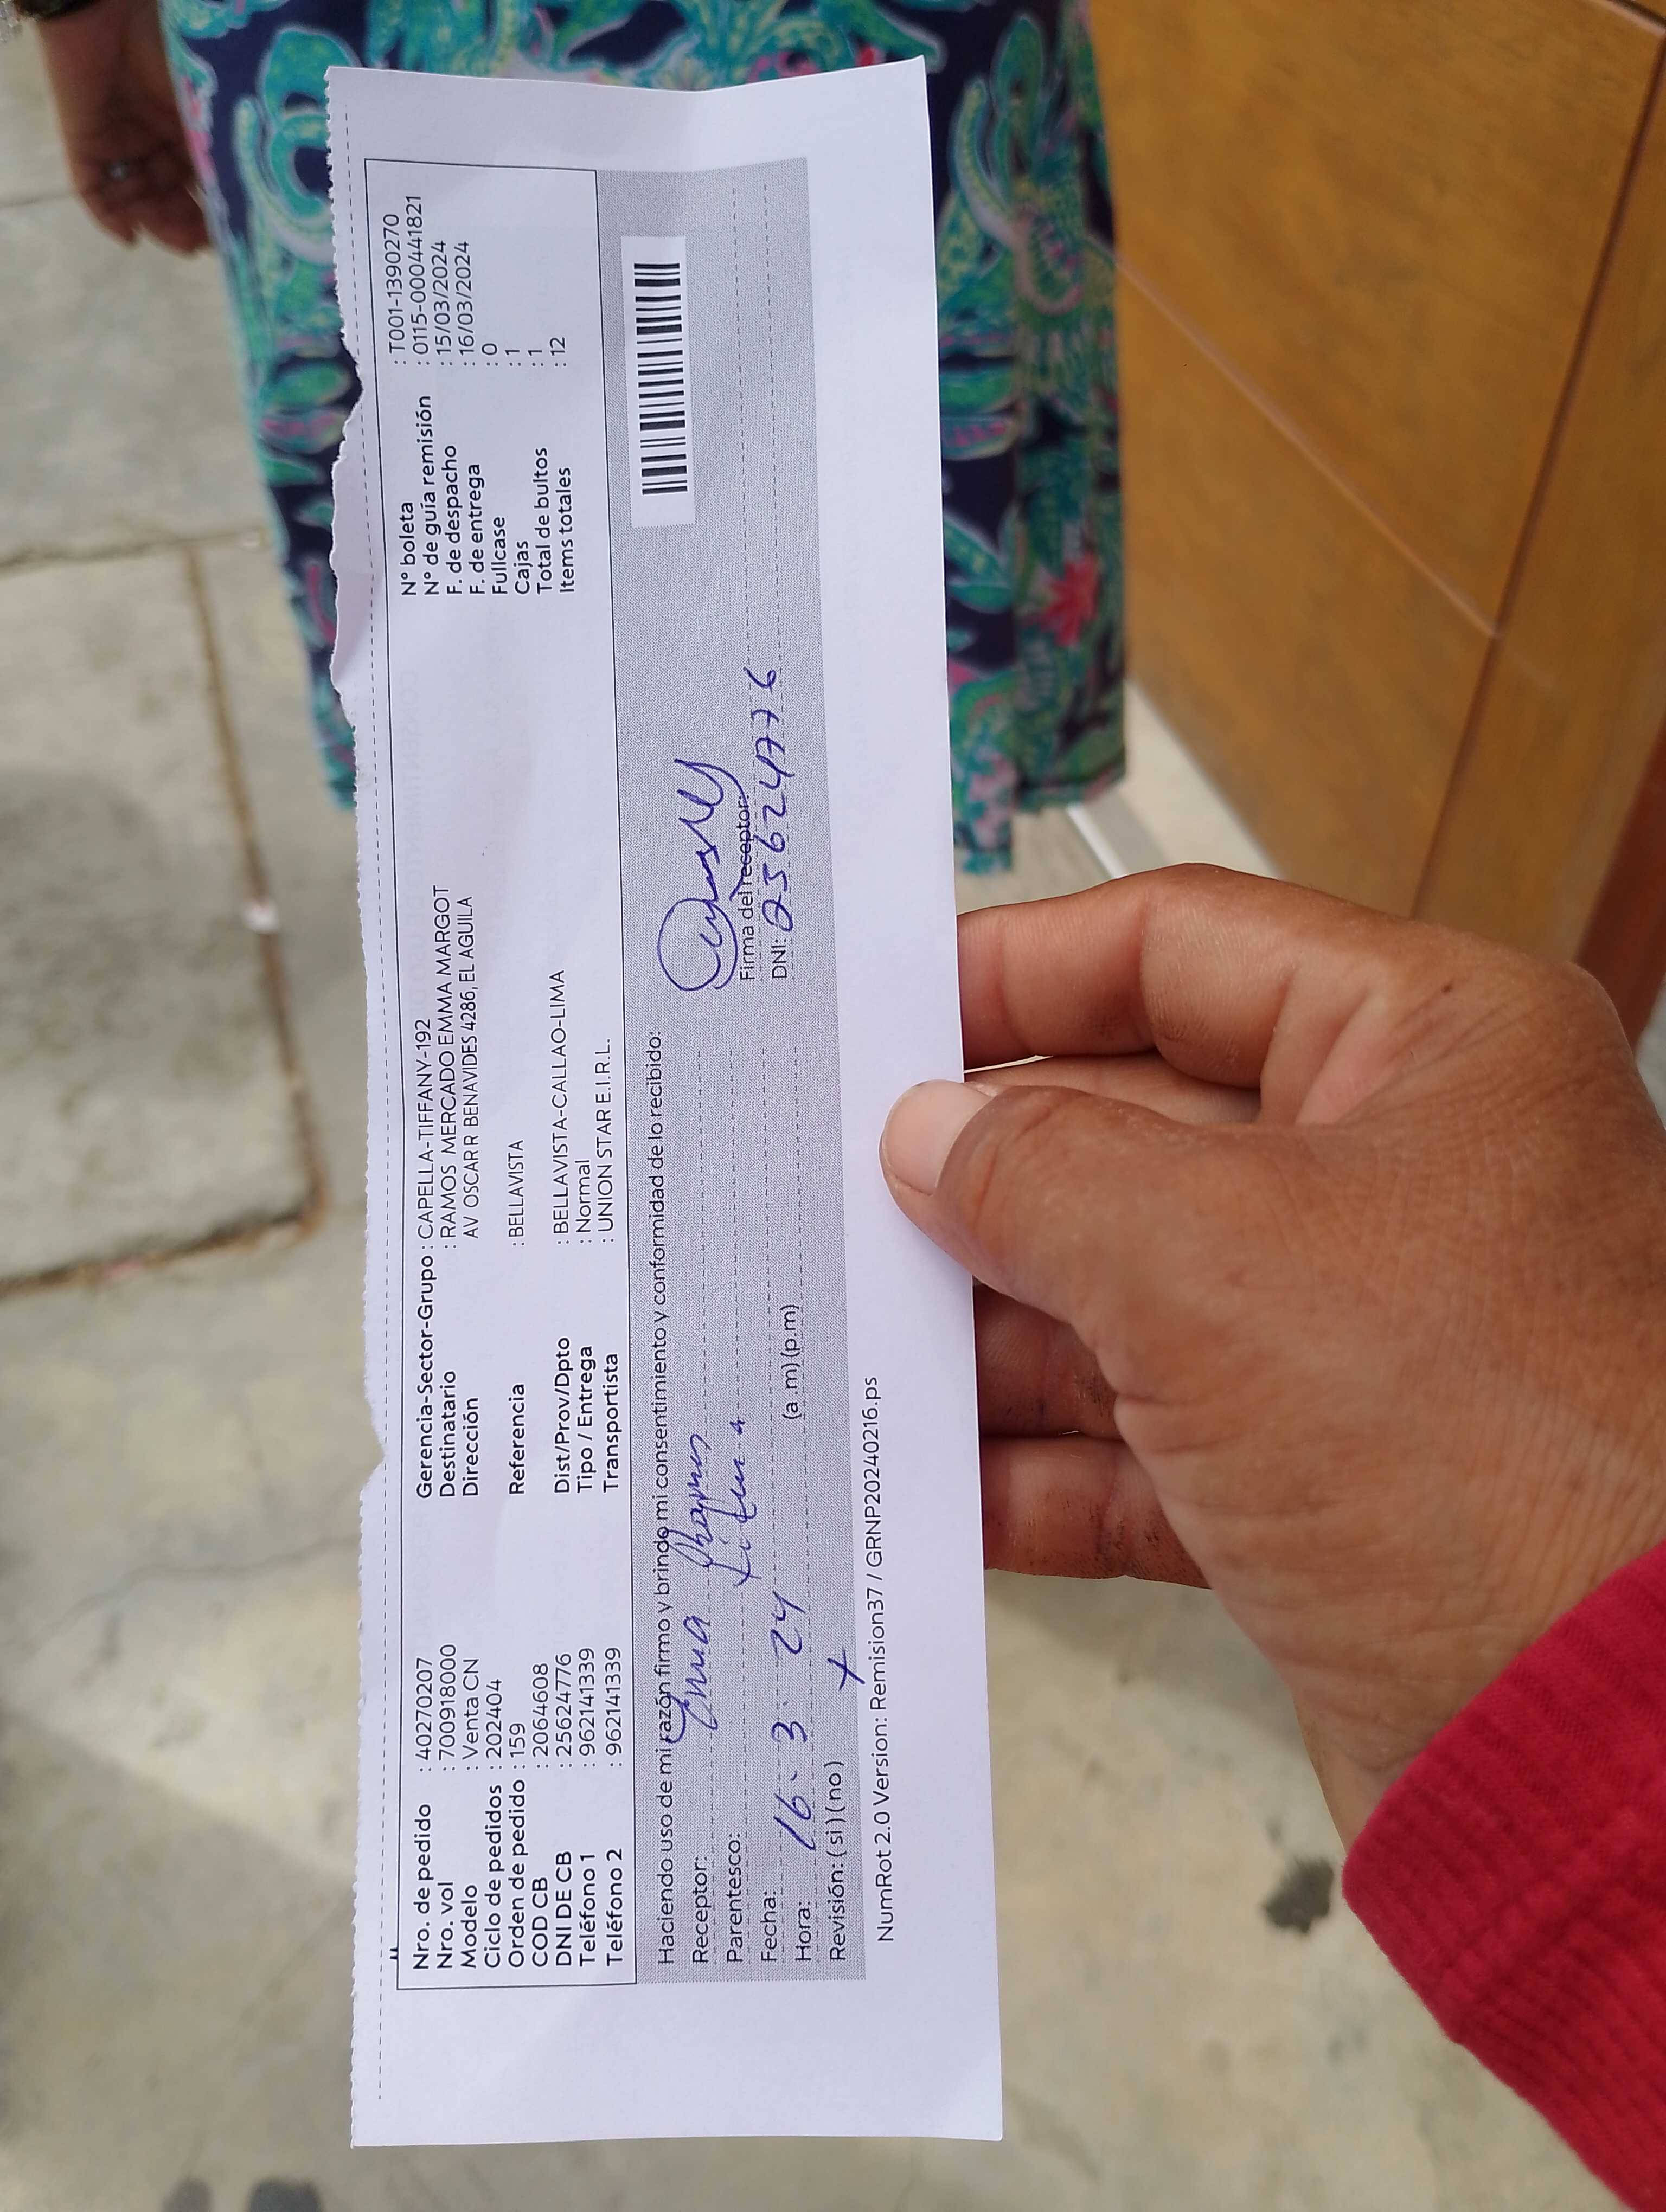 Nro. de pedido : 40270207
Nro. vol : 700918000
Modelo : Venta CN
Ciclo de pedidos : 202404
Orden de pedido : 159
COD CB : 2064608
DNI DE CB : 25624776
Teléfono 1 : 962141339
Teléfono 2 : 962141339
Gerencia-Sector-Grupo : CAPELLA-TIFFANY-192
Destinatario : RAMOS MERCADO EMMA MARGOT
Dirección AV OSCAR R BENAVIDES 4286, EL AGUILA
Referencia : BELLAVISTA
Dist/Prov/Dpto : BELLAVISTA-CALLAO-LIMA
Tipo / Entrega : Normal
Transportista : UNION STAR E.I.R.L.
N° boleta : T001-1390270
N° de guía remisión : 0115-0000441821
F. de despacho : 15/03/2024
F. de entrega : 16/03/2024
Fullcase : 0
Cajas : 1
Total de bultos : 1
Items totales : 12
Haciendo uso de mi razón firmo y brindo mi consentimiento y conformidad de lo recibido:
Receptor: Emma Ramos
Parentesco: Titular
Fecha: 16. 3. 24
Hora: (a.m) (p.m)
Revisión: ( si ) ( no )
Firma del receptor:
DNI: 25624776
NumRot 2.0 Version: Remision37 / GRNP20240216.ps